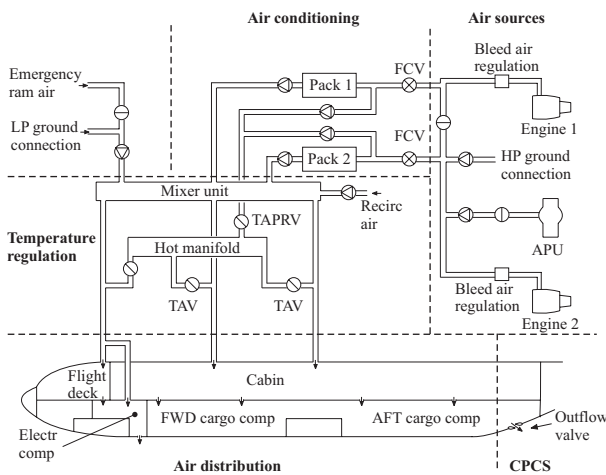 Air conditioning
Air sources
Emergency
ram air
LP ground
connection
Pack 1
FCV
Bleed air
regulation
Engine 1
FCV
Pack 2
HP ground
connection
Mixer unit
Recirc
air
TAPRV
Temperature
regulation
Hot manifold
APU
TAV
TAV
Bleed air
regulation
Engine 2
Flight
deck
Cabin
FWD cargo comp
AFT cargo comp
Electr
comp
Outflow
valve
Air distribution
CPCS